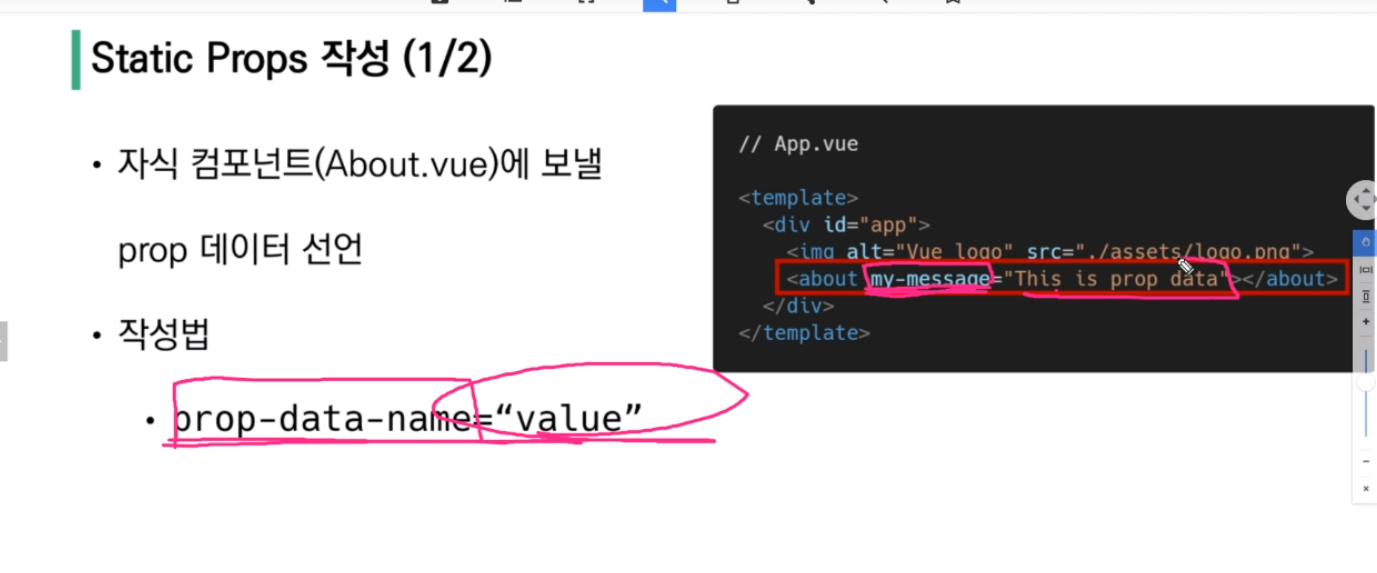 Static Props 작성 (1/2)
• 자식 컴포넌트(About.vue)에 보낼
prop 데이터 선언
• 작성법
• prop-data-name=“value”
// App.vue
<template>
<div id="app">
<img alt="Vue logo" src="./assets/logo.png">
<about my-message="This is prop data"></about>
</div>
</template>